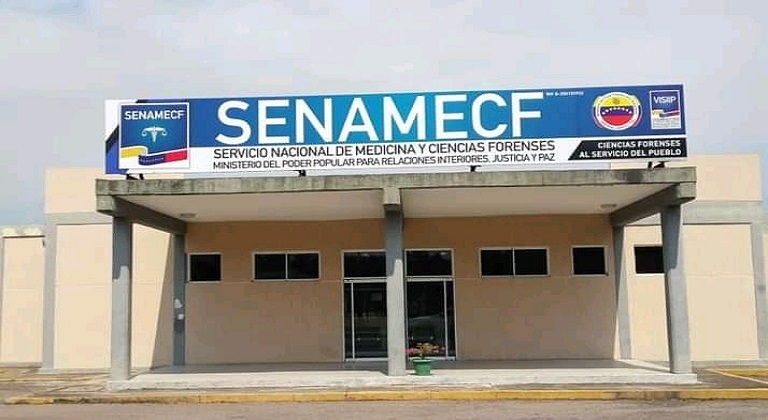 SENAMECF
SENAMECF
SERVICIO NACIONAL DE MEDICINA Y CIENCIAS FORENSES
MINISTERIO DEL PODER POPULAR PARA RELACIONES INTERIORES, JUSTICIA Y PAZ
VISIIP
CIENCIAS FORENSES
AL SERVICIO DEL PUEBLO